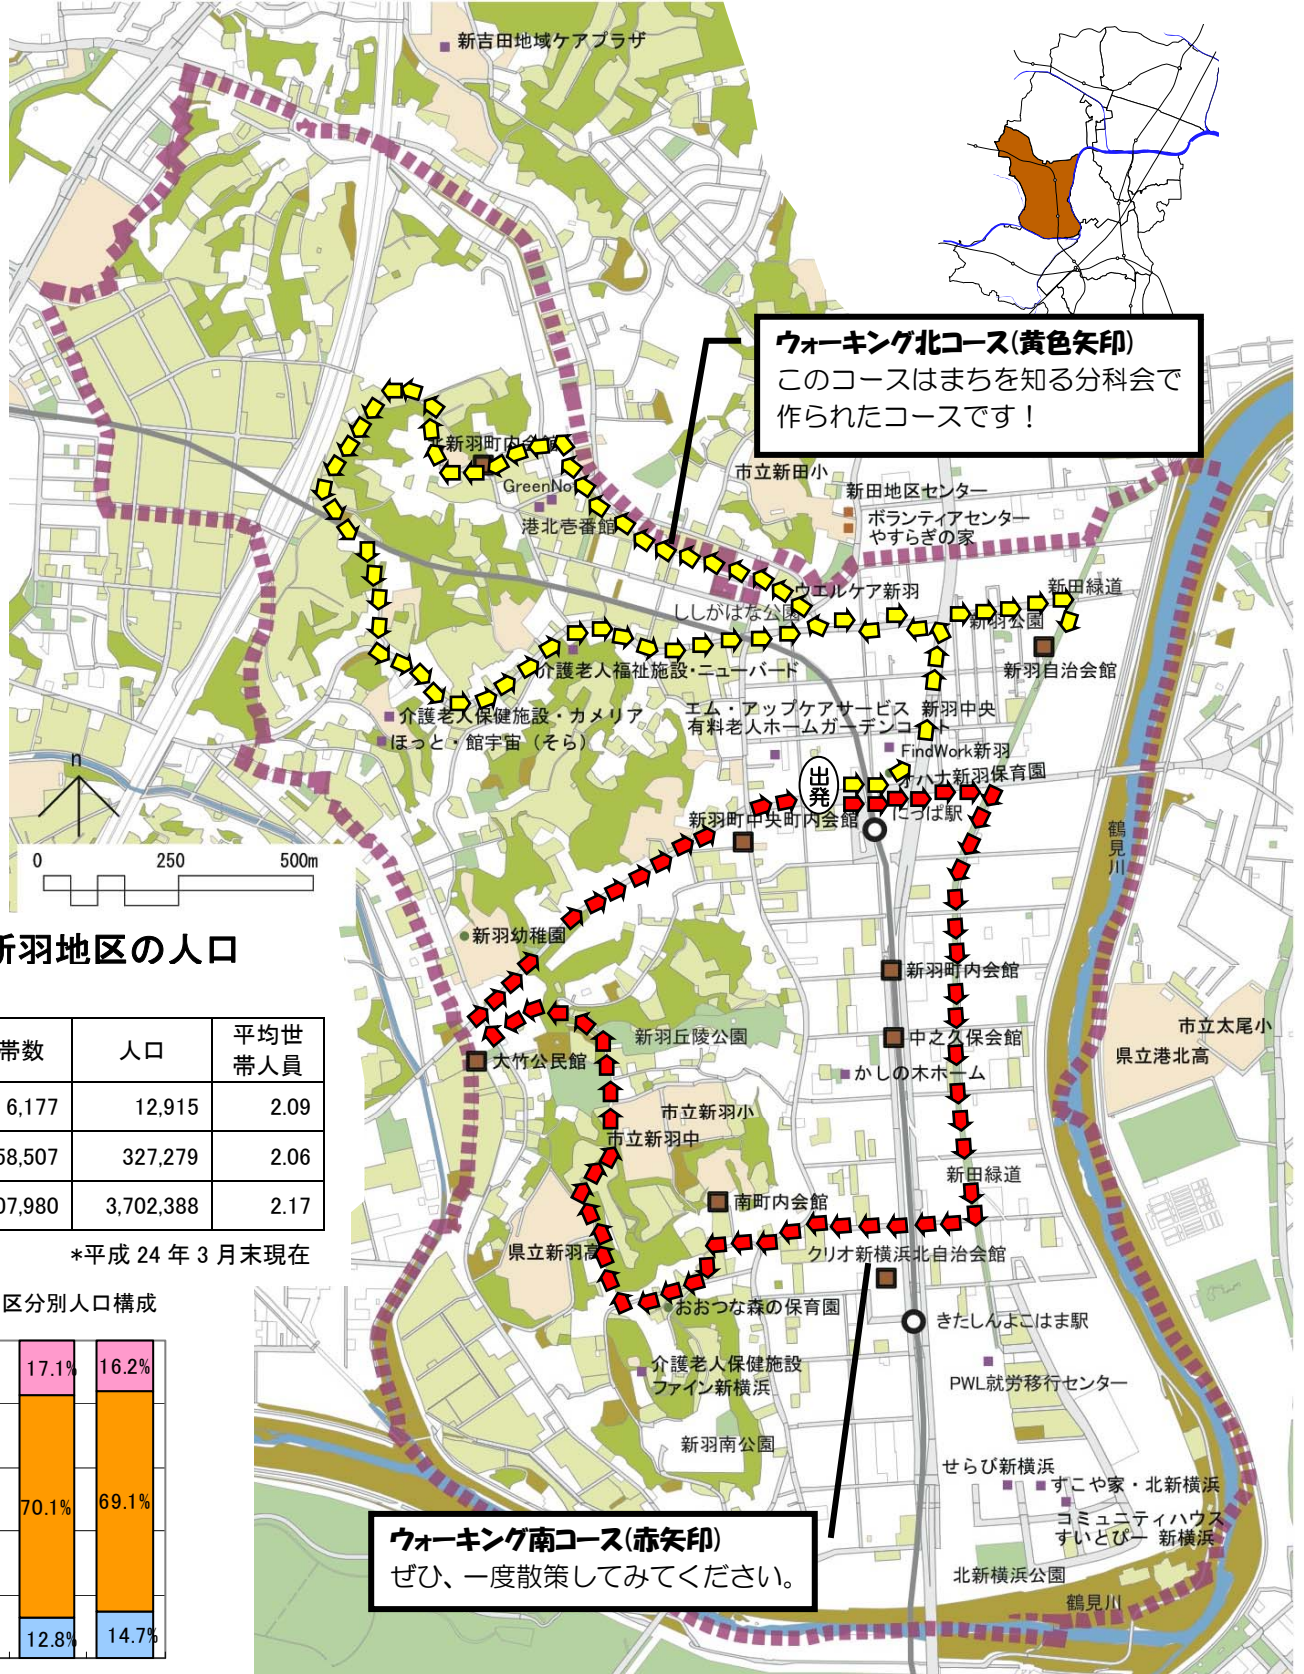 新吉田地域ケアプラザ
ウォーキング北コース(黄色矢印)
このコースはまちを知る分科会で
作られたコースです！
北新羽町内会館
GreenNo
港北壱番館
市立新田小
新田地区センター
ボランティアセンター
やすらぎの家
ウエルケア新羽
ししがはな公園
新田緑道
新羽公園
新羽自治会館
介護老人福祉施設・ニューバード
介護老人保健施設・カメリア
ほっと・館宇宙（そら）
エム・アップケアサービス 新羽中央
有料老人ホームガーデンコート
FindWork新羽
オハナ新羽保育園
出発
にっぱ駅
新羽町中央町内会館
n
0 250 500m
鶴見川
新羽幼稚園
新羽町内会館
新羽丘陵公園
中之久保会館
大竹公民館
かしの木ホーム
市立太尾小
県立港北高
市立新羽小
市立新羽中
新田緑道
南町内会館
県立新羽高
クリオ新横浜北自治会館
おおつな森の保育園
きたしんよこはま駅
介護老人保健施設
ファイン新横浜
PWL就労移行センター
新羽南公園
せらび新横浜
すこや家・北新横浜
コミュニティハウス
すいとぴー 新横浜
北新横浜公園
鶴見川
ウォーキング南コース(赤矢印)
ぜひ、一度散策してみてください。
新羽地区の人口
帯数 人口 平均世帯人員
6,177 12,915 2.09
58,507 327,279 2.06
07,980 3,702,388 2.17
*平成 24 年 3 月末現在
区分別人口構成
17.1% 16.2%
70.1% 69.1%
12.8% 14.7%